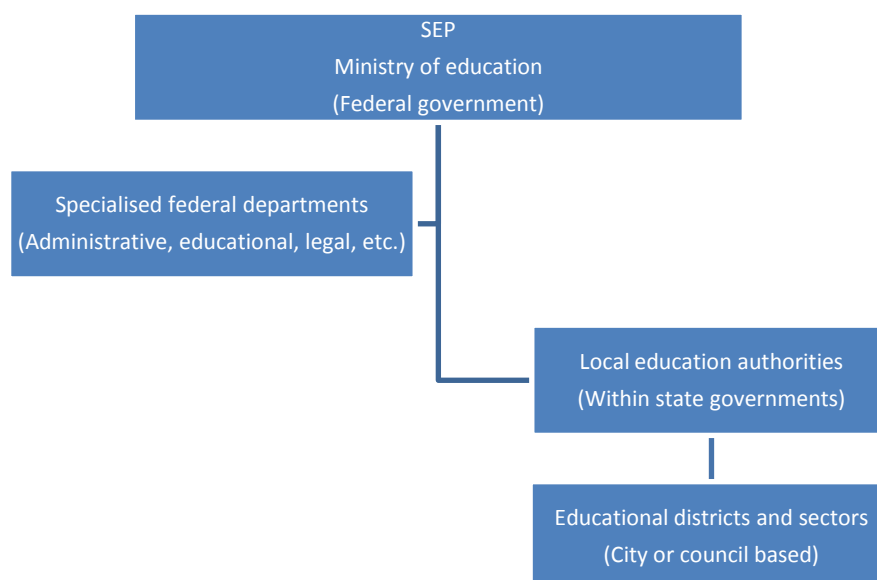 SEP
Ministry of education
(Federal government)
Specialised federal departments
(Administrative, educational, legal, etc.)
Local education authorities
(Within state governments)
Educational districts and sectors
(City or council based)